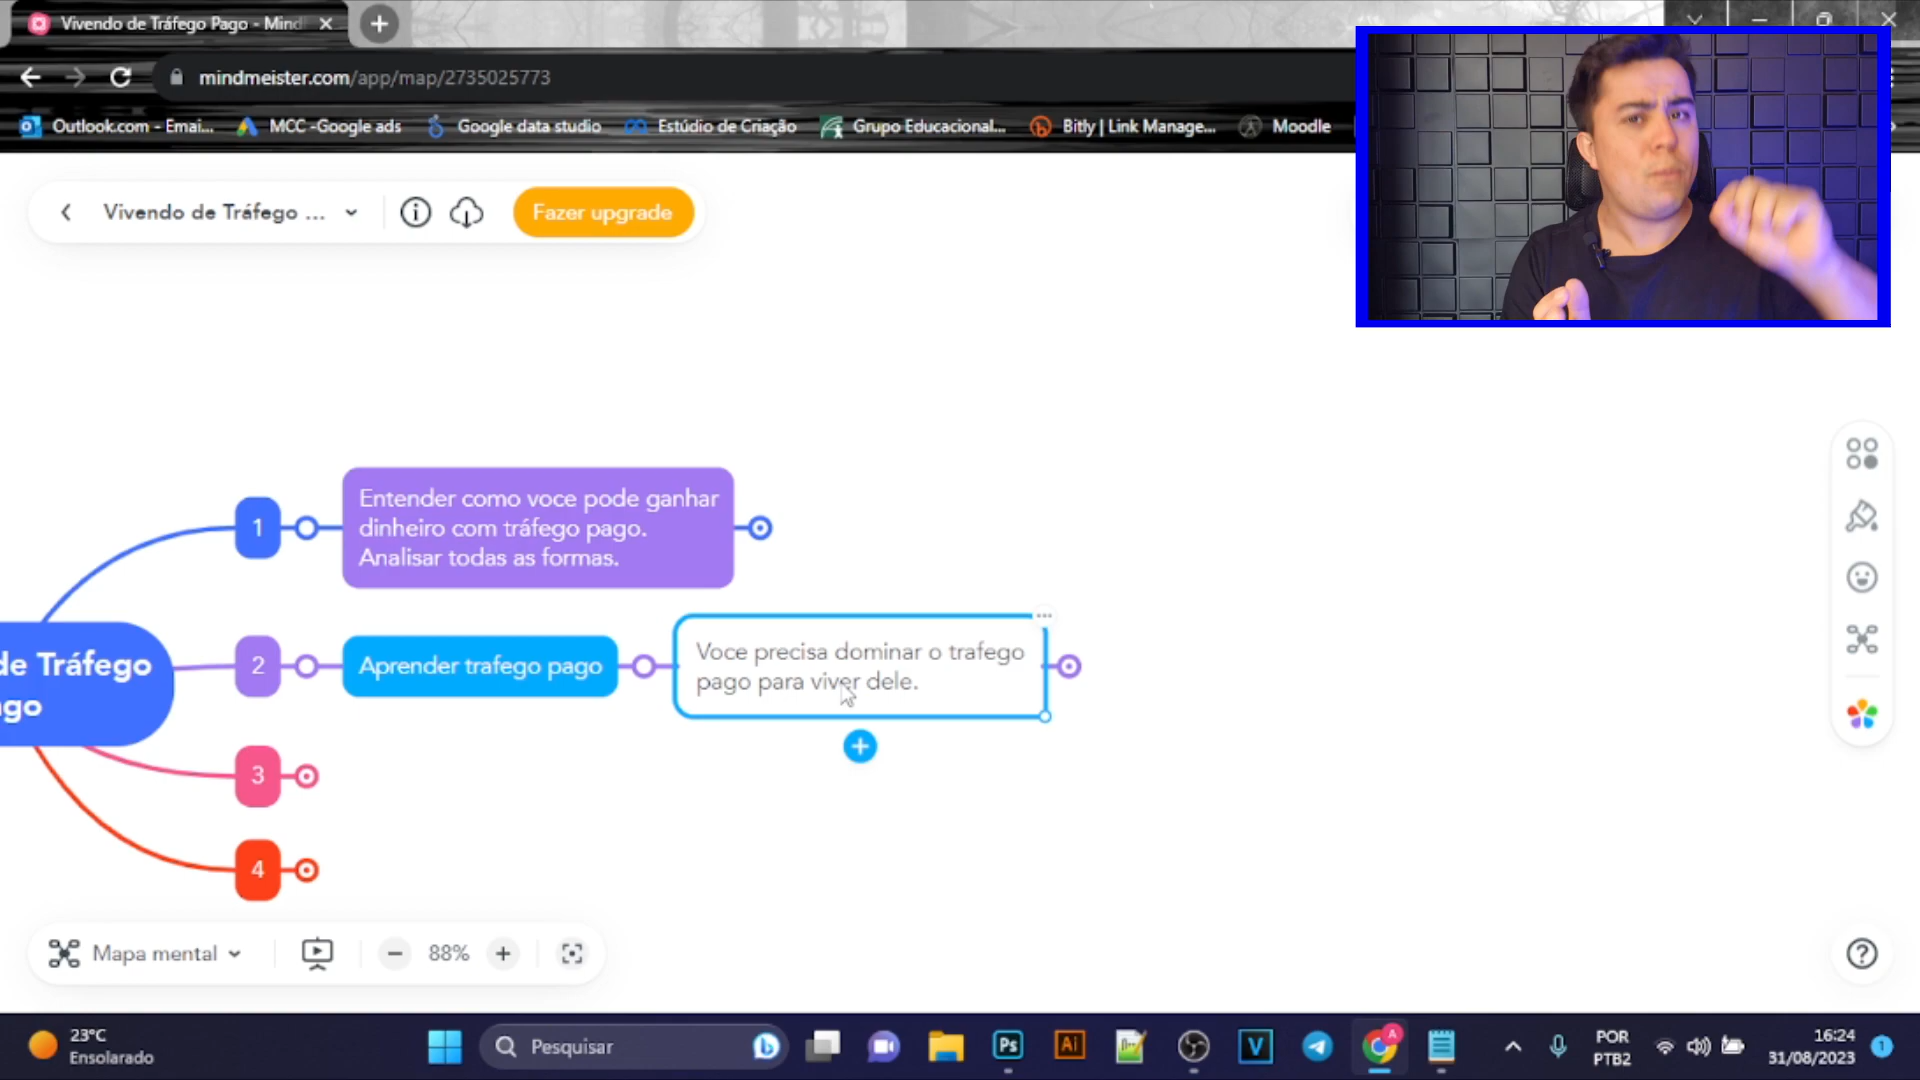 Vivendo de Tráfego Pago - Mind
mindmeister.com/app/map/2735025773
Outlook.com - Emai...
MCC -Google ads
Google data studio
Estúdio de Criação
Grupo Educacional...
Bitly | Link Manage...
Moodle
Vivendo de Tráfego ...
Fazer upgrade
1
Entender como voce pode ganhar
dinheiro com tráfego pago.
Analisar todas as formas.
de Tráfego
ago
2
Aprender trafego pago
Voce precisa dominar o trafego
pago para viver dele.
3
4
Mapa mental
88%
23°C
Ensolarado
Pesquisar
Ps
Ai
V
A
POR
PTB2
16:24
31/08/2023
1